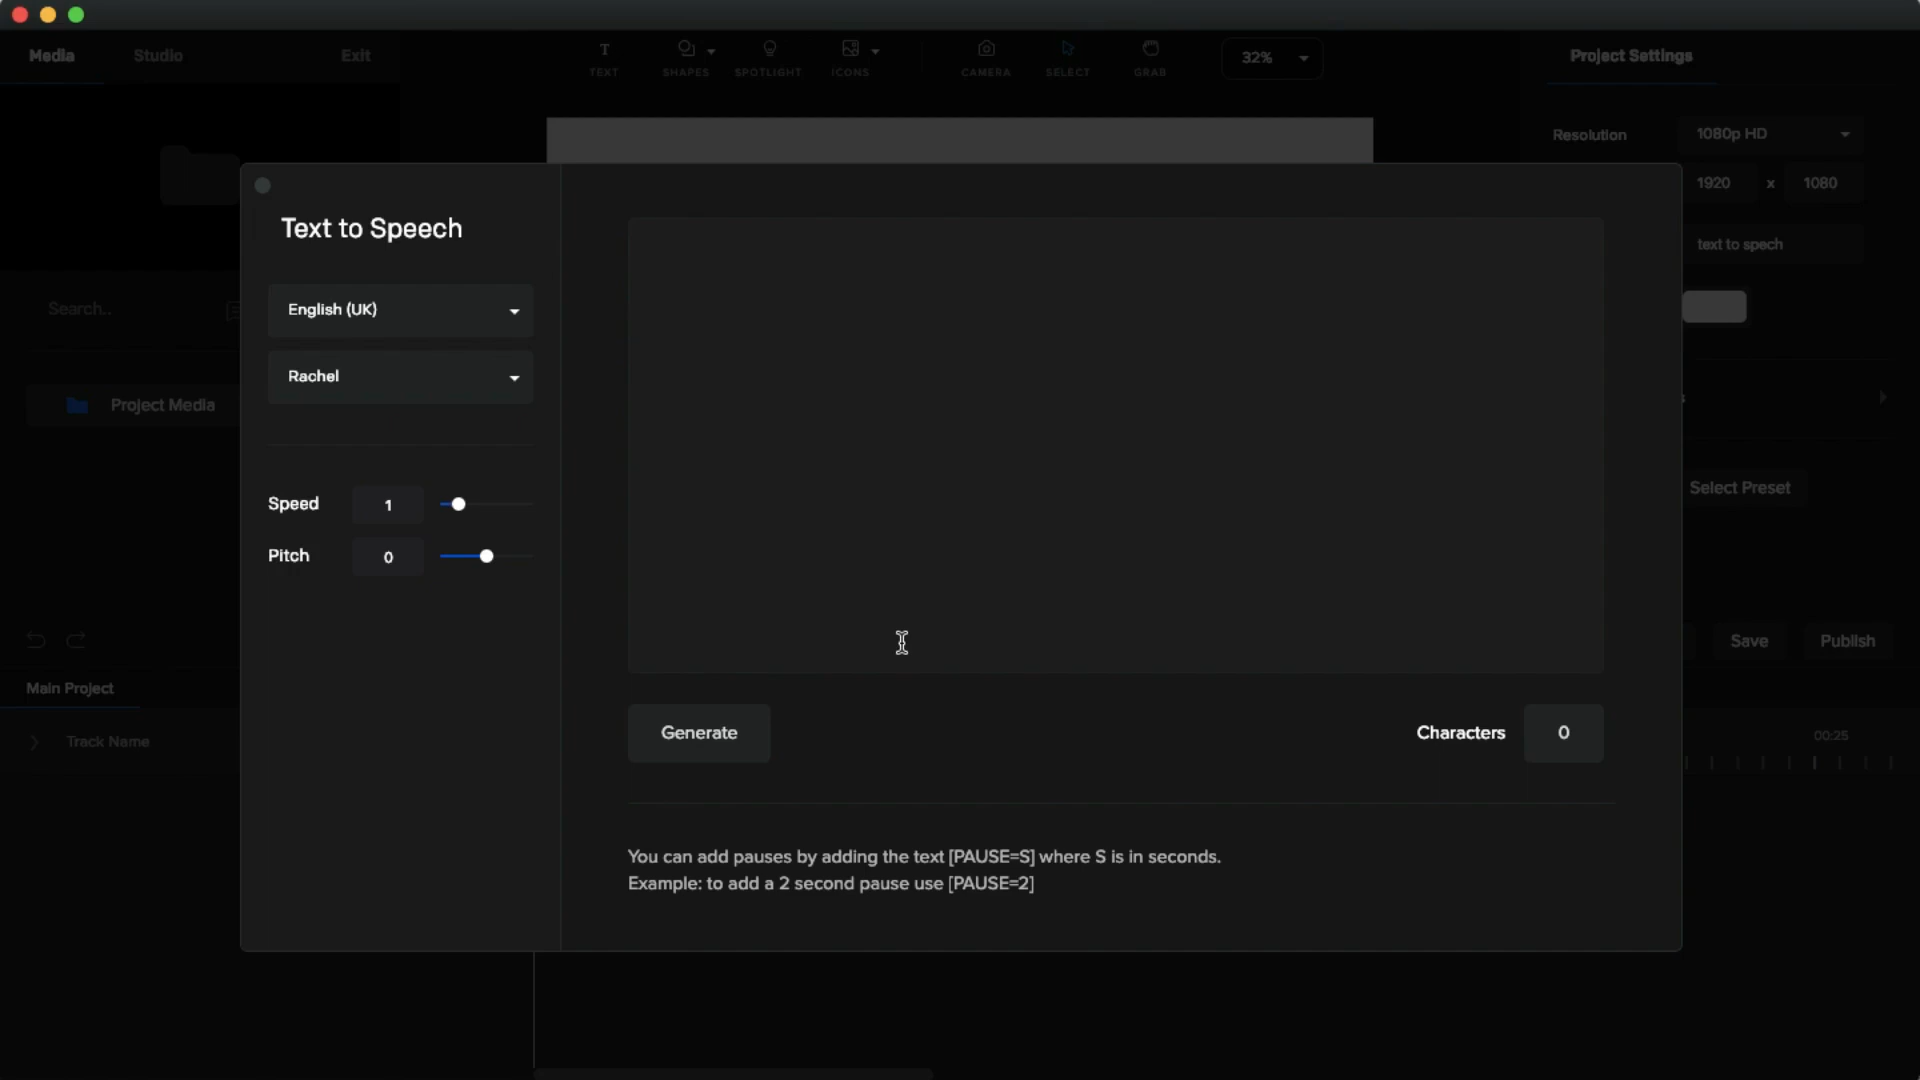 Media
Studio
Exit
T
TEXT
SHAPES
SPOTLIGHT
ICONS
CAMERA
SELECT
GRAB
32%
Project Settings
Resolution
1080p HD
1920
x
1080
text to spech
Select Preset
Search..
Project Media
Text to Speech
English (UK)
Rachel
Speed
1
Pitch
0
Generate
Characters
0
You can add pauses by adding the text [PAUSE=S] where S is in seconds.
Example: to add a 2 second pause use [PAUSE=2]
Save
Publish
Main Project
Track Name
00:25